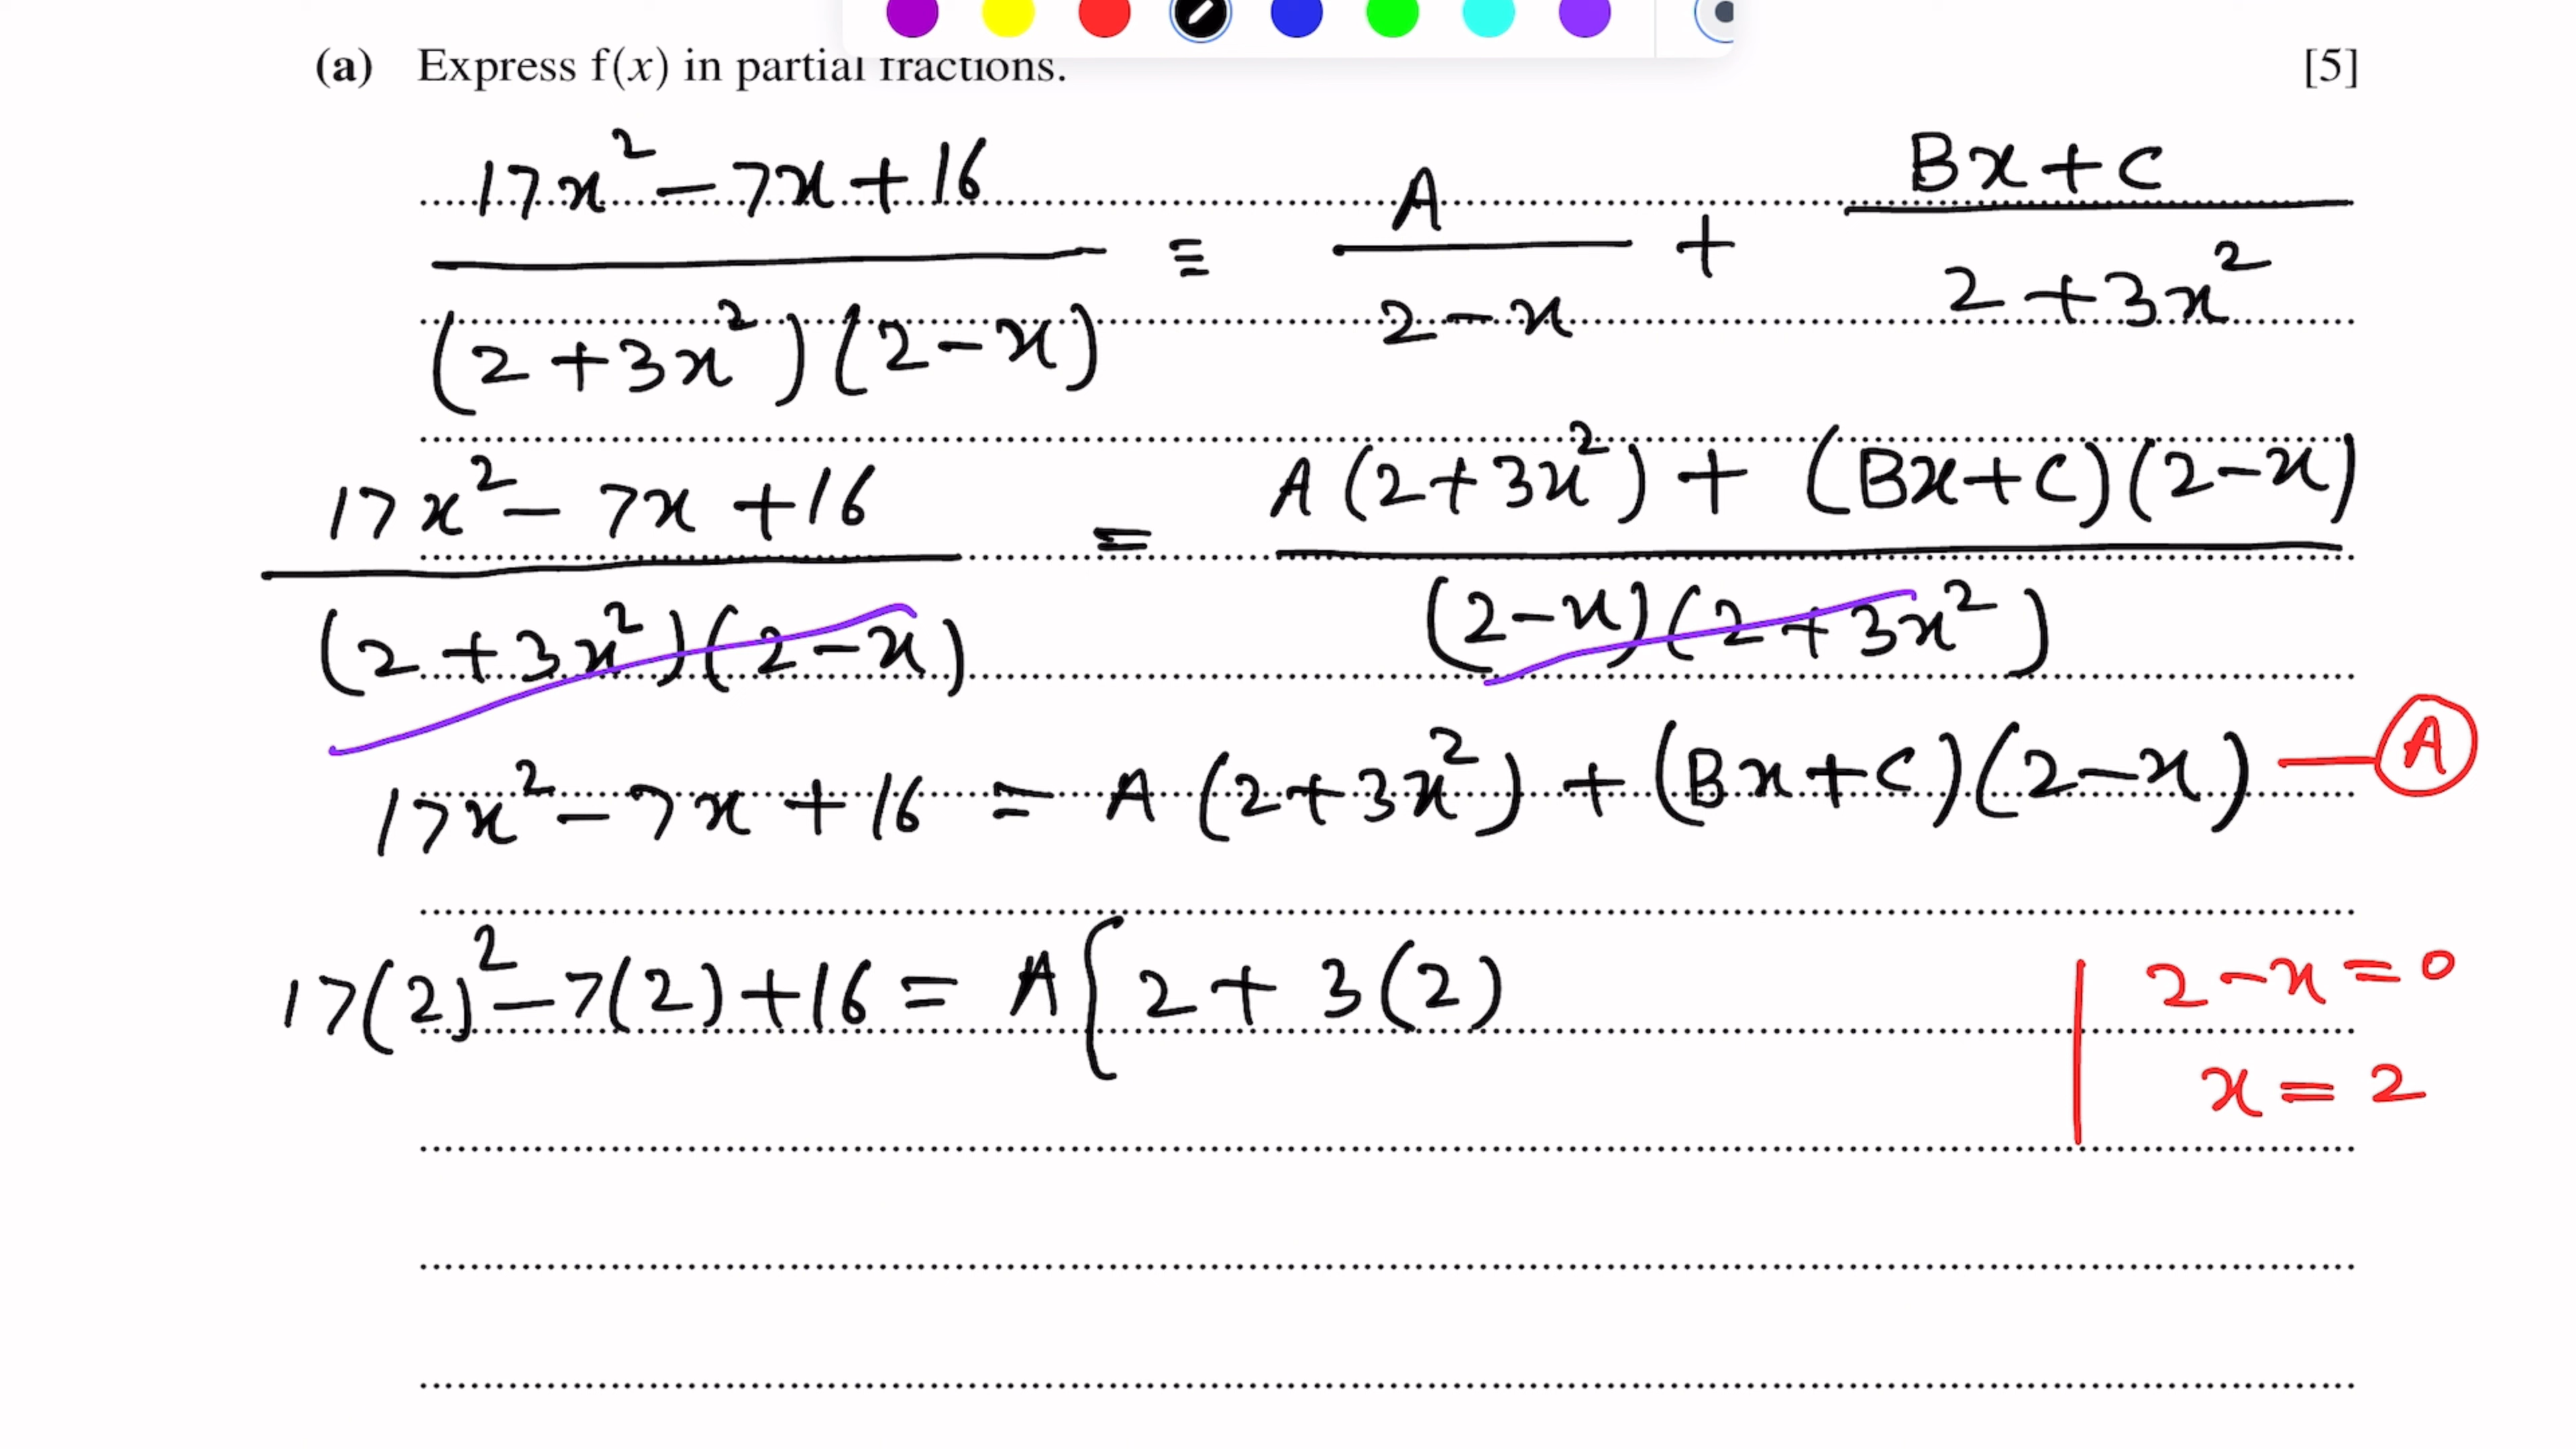 (a) Express f(x) in partial fractions. [5]
17x² - 7x + 16 / (2 + 3x²)(2 - x) ≡ A / 2 - x + Bx + C / 2 + 3x²
17x² - 7x + 16 / (2 + 3x²)(2 - x) = A(2 + 3x²) + (Bx + C)(2 - x) / (2 - x)(2 + 3x²)
17x² - 7x + 16 = A(2 + 3x²) + (Bx + C)(2 - x) — A
17(2)² - 7(2) + 16 = A[2 + 3(2)
2 - x = 0
x = 2